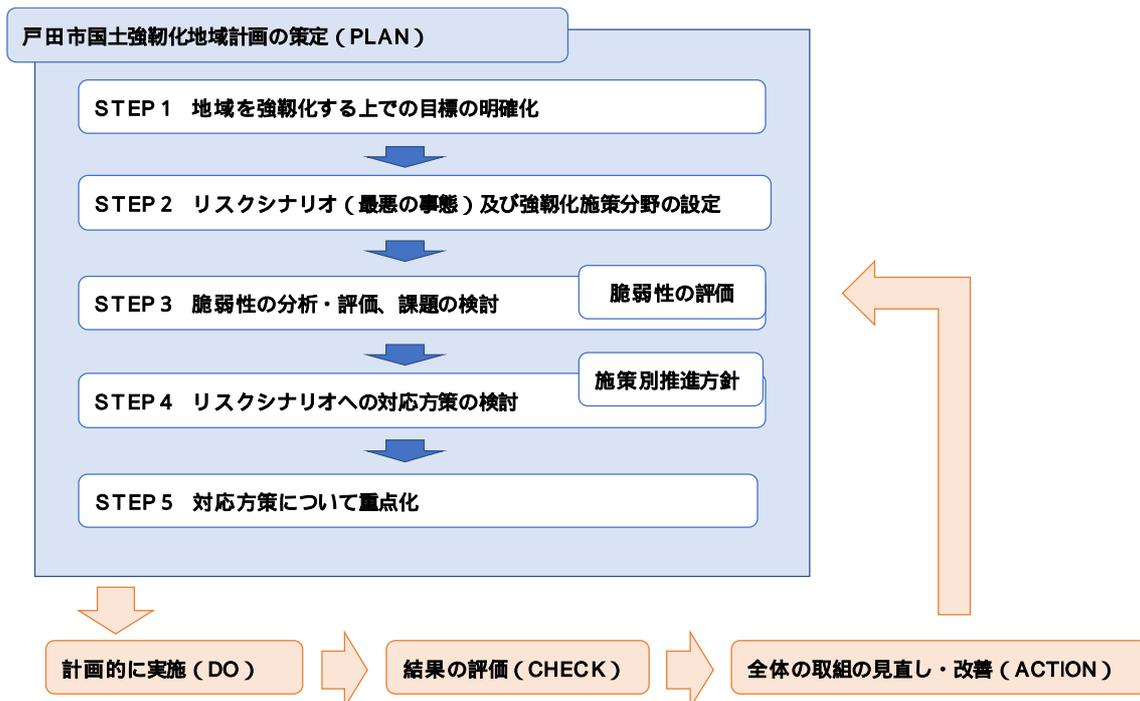 戸田市国土強靭化地域計画の策定（PLAN）
STEP1　地域を強靱化する上での目標の明確化
STEP2　リスクシナリオ（最悪の事態）及び強靱化施策分野の設定
脆弱性の評価
STEP3　脆弱性の分析・評価、課題の検討
施策別推進方針
STEP4　リスクシナリオへの対応方策の検討
STEP5　対応方策について重点化
計画的に実施（DO）
結果の評価（CHECK）
全体の取組の見直し・改善（ACTION）